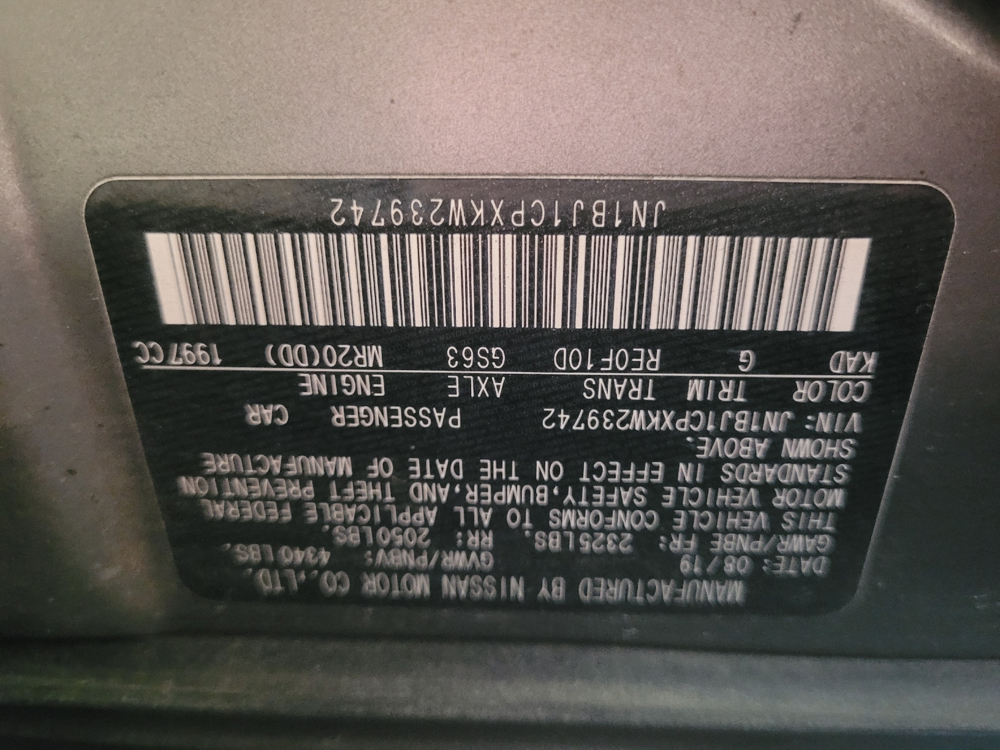 MANUFACTURED BY NISSAN MOTOR CO.,LTD.
DATE: 08/19 GVWR/PNBV: 4340LBS.
GAWR/PNBE FR: 2325LBS. RR: 2050LBS.
THIS VEHICLE CONFORMS TO ALL APPLICABLE FEDERAL
MOTOR VEHICLE SAFETY,BUMPER,AND THEFT PREVENTION
STANDARDS IN EFFECT ON THE DATE OF MANUFACTURE
SHOWN ABOVE.
VIN: JN1BJ1CPXKW239742 PASSENGER CAR
COLOR TRIM TRANS AXLE ENGINE
KAD G RE0F10D GS63 MR20(DD) 1997CC
JN1BJ1CPXKW239742